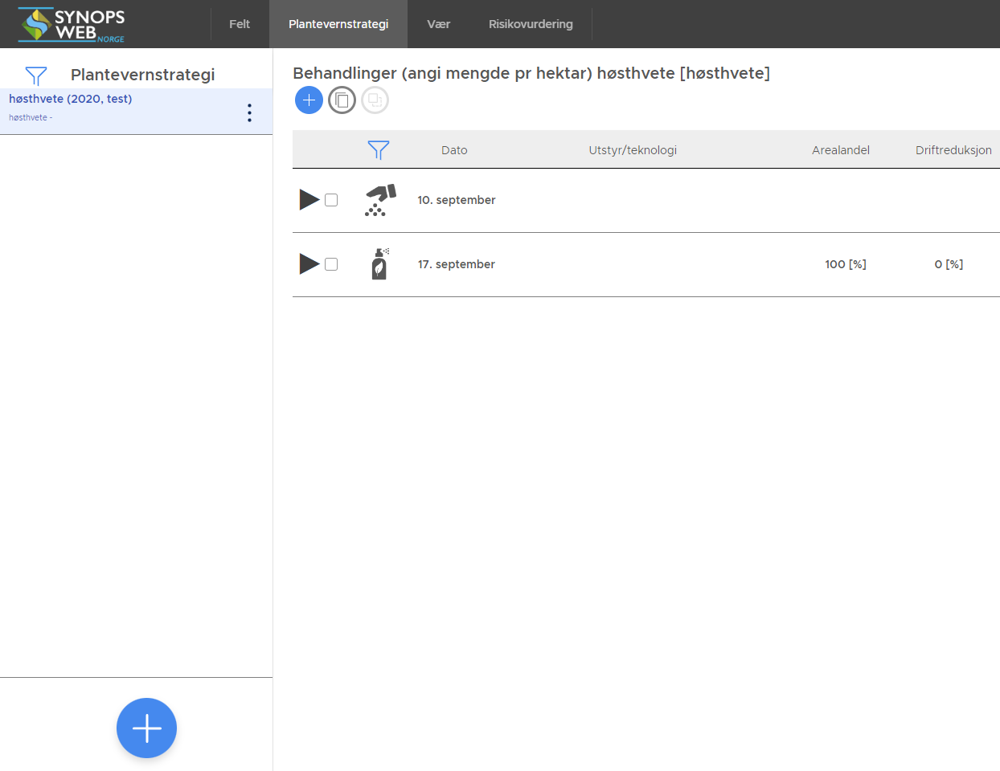 SYNOPS
WEB NORGE
Felt
Plantevernstrategi
Vær
Risikovurdering
Plantevernstrategi
høsthvete (2020, test)
høsthvete -
Behandlinger (angi mengde pr hektar) høsthvete [høsthvete]
Dato
Utstyr/teknologi
Arealandel
Driftreduksjon
10. september
17. september
100 [%]
0 [%]